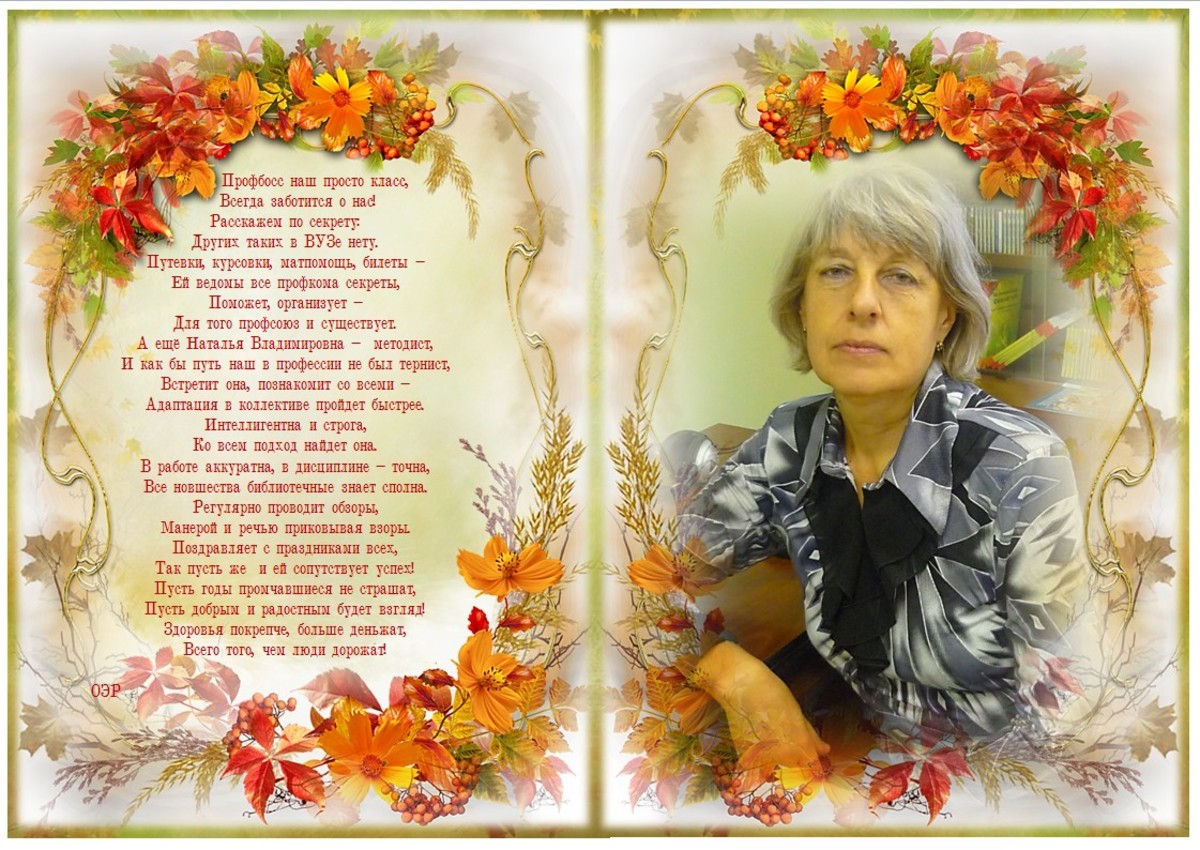 Профбосс наш просто класс,
Всегда заботится о нас!
Расскажем по секрету:
Других таких в ВУЗе нету.
Путевки, курсовки, матпомощь, билеты –
Ей ведомы все профкома секреты,
Поможет, организует –
Для того профсоюз и существует.
А ещё Наталья Владимировна – методист,
И как бы путь наш в профессии не был тернист,
Встретит она, познакомит со всеми –
Адаптация в коллективе пройдет быстрее.
Интеллигентна и строга,
Ко всем подход найдет она.
В работе аккуратна, в дисциплине – точна,
Все новшества библиотечные знает сполна.
Регулярно проводит обзоры,
Манерой и речью приковывая взоры.
Поздравляет с праздниками всех,
Так пусть же и ей сопутствует успех!
Пусть годы промчавшиеся не страшат,
Пусть добрым и радостным будет взгляд!
Здоровья покрепче, больше деньжат,
Всего того, чем люди дорожат!
ОЭР